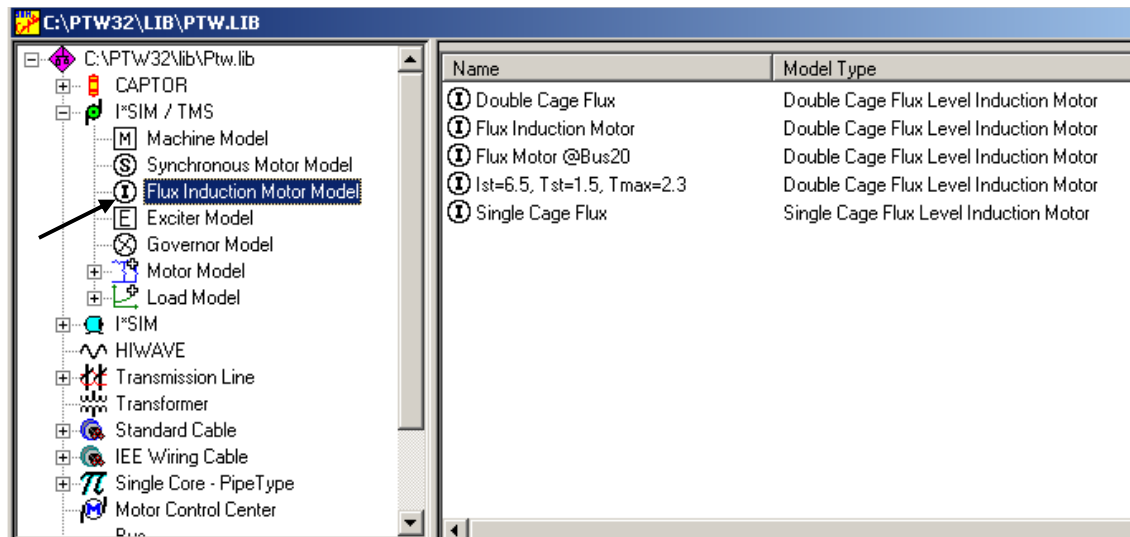 C:\PTW32\LIB\PTW.LIB
C:\PTW32\lib\Ptw.lib
CAPTOR
I*SIM / TMS
M Machine Model
S Synchronous Motor Model
I Flux Induction Motor Model
E Exciter Model
Governor Model
Motor Model
Load Model
I*SIM
HIWAVE
Transmission Line
Transformer
Standard Cable
IEE Wiring Cable
Single Core - PipeType
Motor Control Center
Name Model Type
I Double Cage Flux Double Cage Flux Level Induction Motor
I Flux Induction Motor Double Cage Flux Level Induction Motor
I Flux Motor @Bus20 Double Cage Flux Level Induction Motor
I Ist=6.5, Tst=1.5, Tmax=2.3 Double Cage Flux Level Induction Motor
I Single Cage Flux Single Cage Flux Level Induction Motor